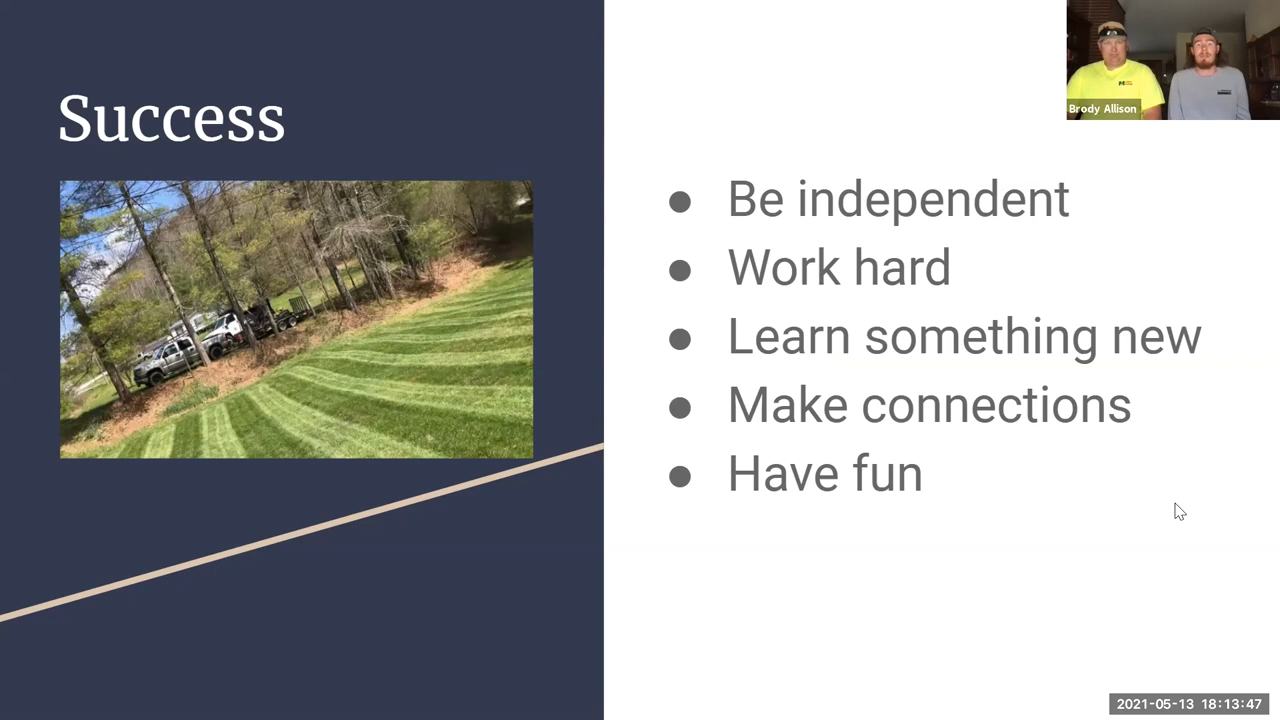 Success
Brody Allison
● Be independent
● Work hard
● Learn something new
● Make connections
● Have fun
2021-05-13 18:13:47